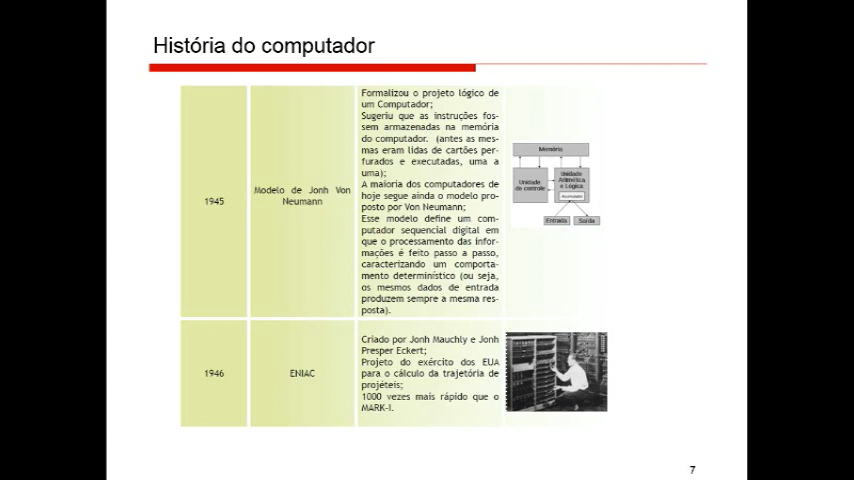 História do computador
1945
Modelo de Jonh Von
Neumann
Formalizou o projeto lógico de
um Computador;
Sugeriu que as instruções fos-
sem armazenadas na memória
do computador. (antes as mes-
mas eram lidas de cartões per-
furados e executadas, uma a
uma);
A maioria dos computadores de
hoje segue ainda o modelo pro-
posto por Von Neumann;
Esse modelo define um com-
putador sequencial digital em
que o processamento das infor-
mações é feito passo a passo,
caracterizando um comporta-
mento determinístico (ou seja,
os mesmos dados de entrada
produzem sempre a mesma res-
posta).
Memória
Unidade
de controle
Unidade
Aritmética
e Lógica
Acumulador
Entrada
Saída
1946
ENIAC
Criado por Jonh Mauchly e Jonh
Presper Eckert;
Projeto do exército dos EUA
para o cálculo da trajetória de
projéteis;
1000 vezes mais rápido que o
MARK-I.
7